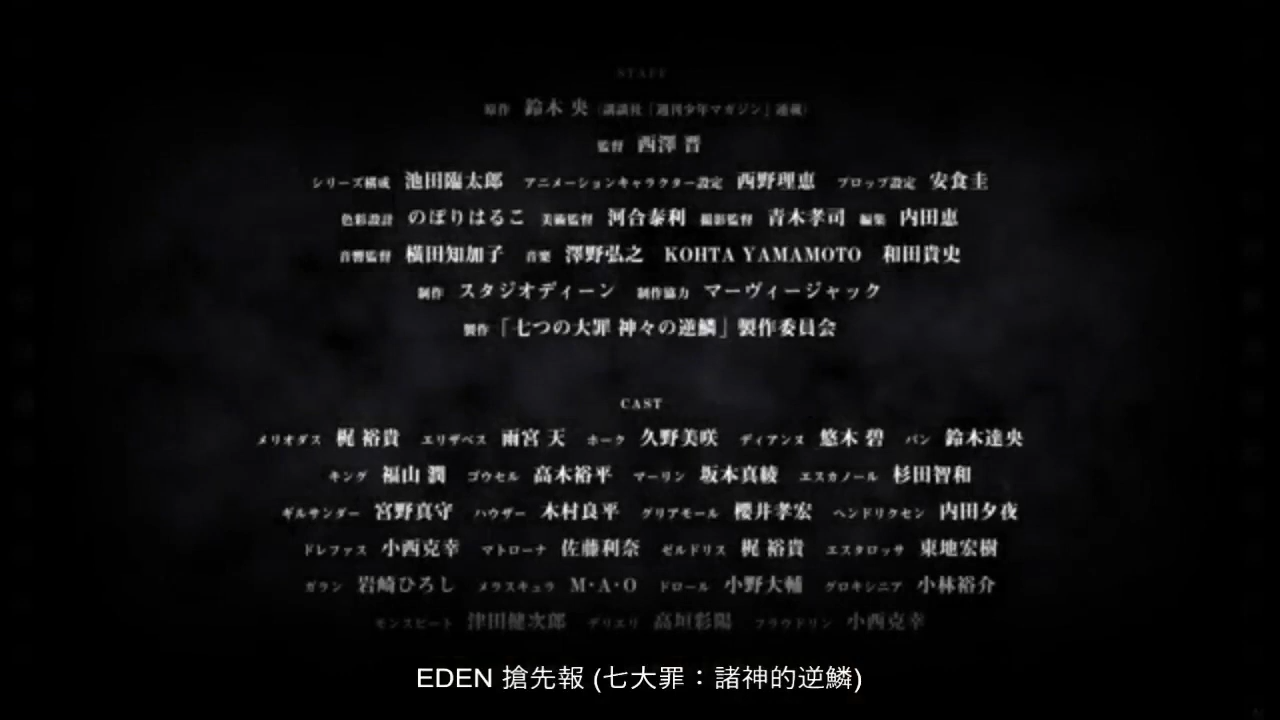 STAFF
原作 鈴木 央 (講談社「週刊少年マガジン」連載)
監督 西澤 晋
シリーズ構成 池田臨太郎 アニメーションキャラクター設定 西野理恵 プロップ設定 安食圭
色彩設計 のぼりはるこ 美術監督 河合泰利 撮影監督 青木孝司 編集 内田恵
音響監督 横田知加子 音楽 澤野弘之 KOHTA YAMAMOTO 和田貴史
制作 スタジオディーン 制作協力 マーヴィージャック
製作「七つの大罪 神々の逆鱗」製作委員会
CAST
メリオダス 梶 裕貴 エリザベス 雨宮 天 ホーク 久野美咲 ディアンヌ 悠木 碧 バン 鈴木達央
キング 福山 潤 ゴウセル 髙木裕平 マーリン 坂本真綾 エスカノール 杉田智和
ギルサンダー 宮野真守 ハウザー 木村良平 グリアモール 櫻井孝宏 ヘンドリクセン 内田夕夜
ドレファス 小西克幸 マトローナ 佐藤利奈 ゼルドリス 梶 裕貴 エスタロッサ 東地宏樹
ガラン 岩崎ひろし メラスキュラ M・A・O ドロール 小野大輔 グロキシニア 小林裕介
モンスピート 津田健次郎 デリエリ 高垣彩陽 フラウドリン 小西克幸
EDEN 搶先報 (七大罪：諸神的逆鱗)